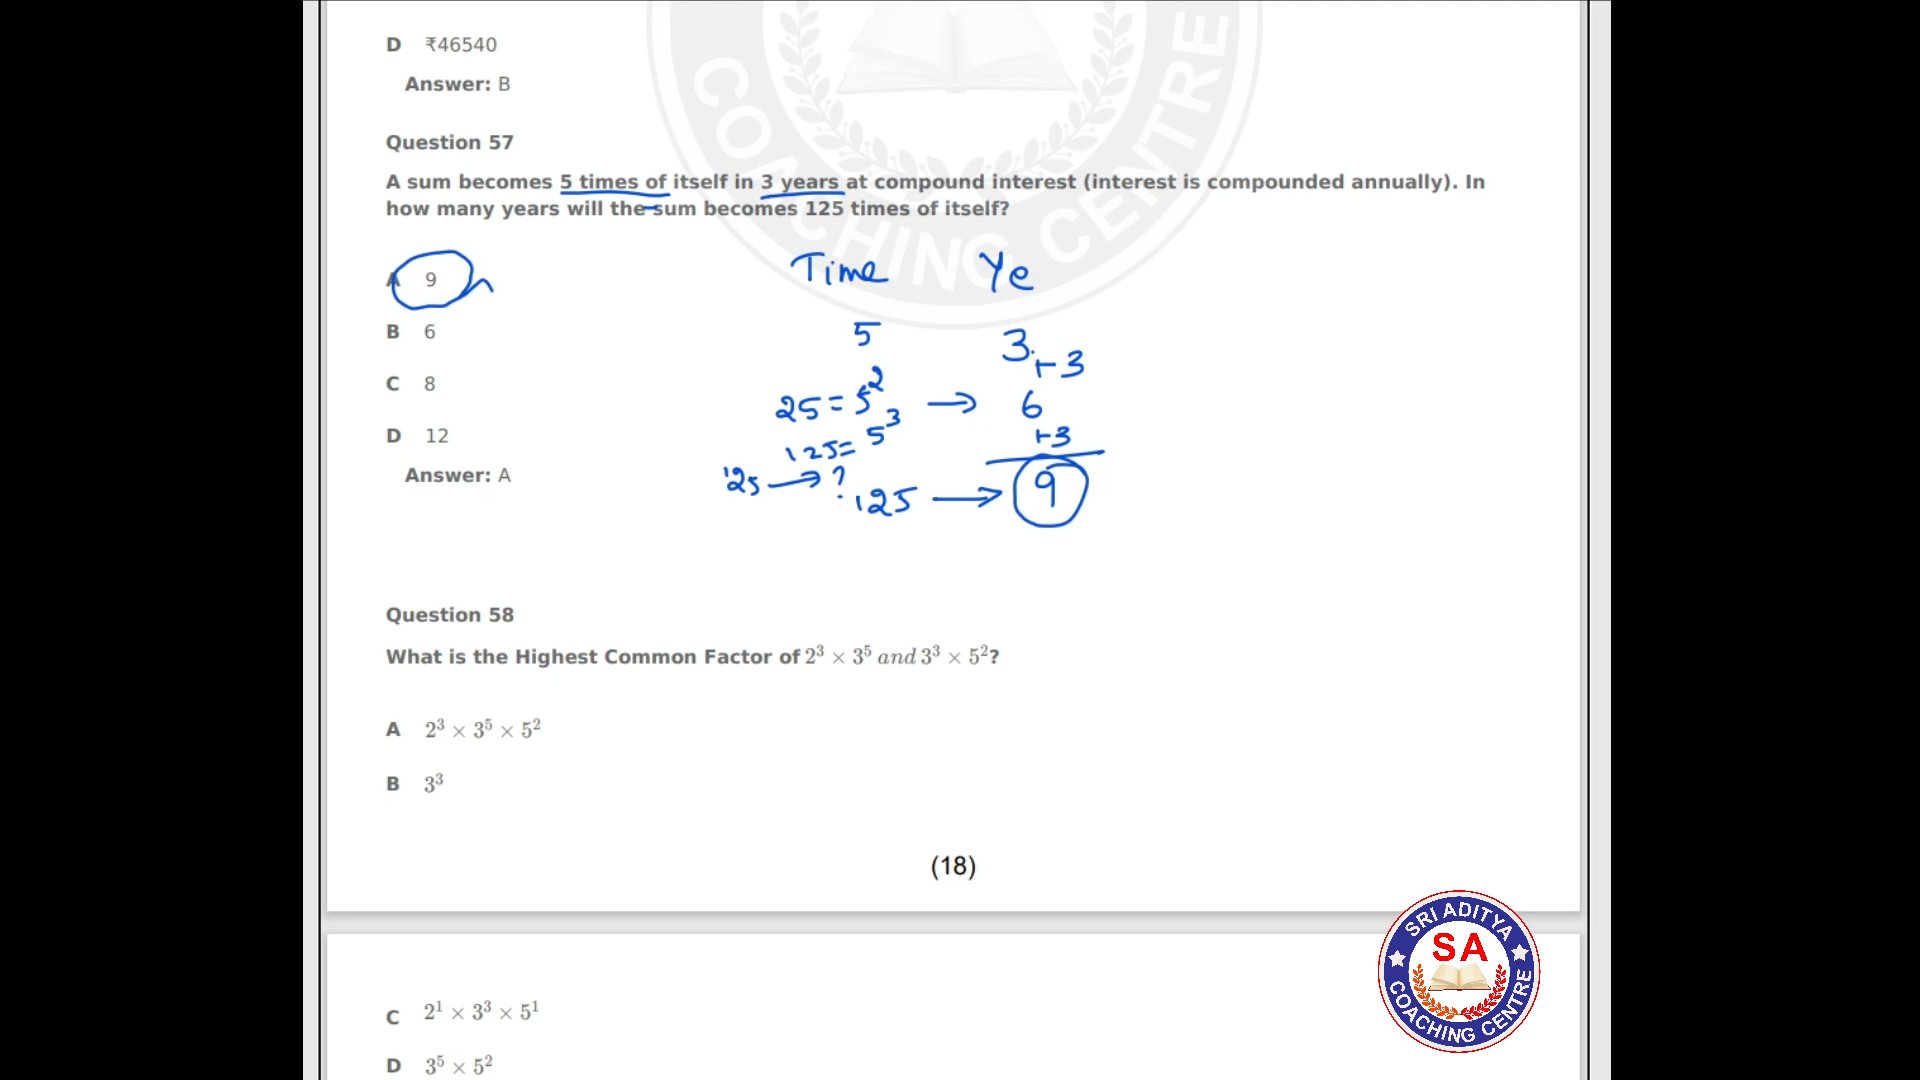 D ₹46540
Answer: B
Question 57
A sum becomes 5 times of itself in 3 years at compound interest (interest is compounded annually). In
how many years will the sum becomes 125 times of itself?
A 9
B 6
C 8
D 12
Answer: A
Time Ye
5 3
+3
25 = 5² → 6
125 = 5³ +3
125 → ?
125 → 9
Question 58
What is the Highest Common Factor of 2³ × 3⁵ and 3³ × 5²?
A 2³ × 3⁵ × 5²
B 3³
(18)
C 2¹ × 3³ × 5¹
D 3⁵ × 5²
COACHING CENTRE
SRI ADITYA
SA
COACHING CENTRE